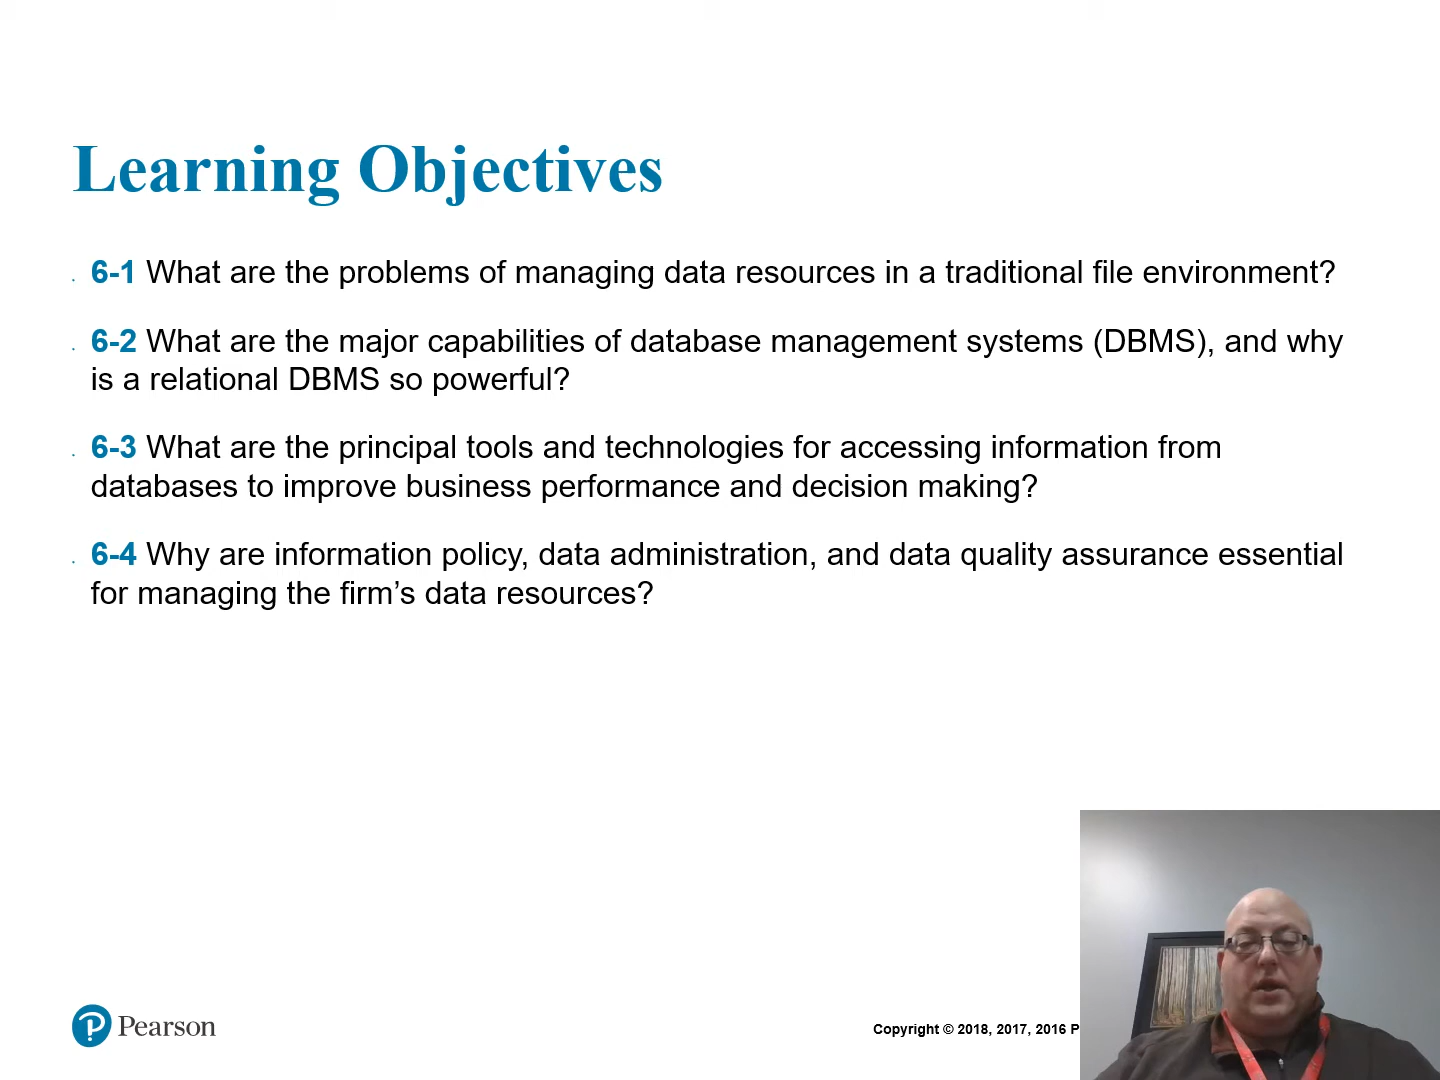 Learning Objectives
6-1 What are the problems of managing data resources in a traditional file environment?
6-2 What are the major capabilities of database management systems (DBMS), and why
is a relational DBMS so powerful?
6-3 What are the principal tools and technologies for accessing information from
databases to improve business performance and decision making?
6-4 Why are information policy, data administration, and data quality assurance essential
for managing the firm’s data resources?
Pearson
Copyright © 2018, 2017, 2016 P